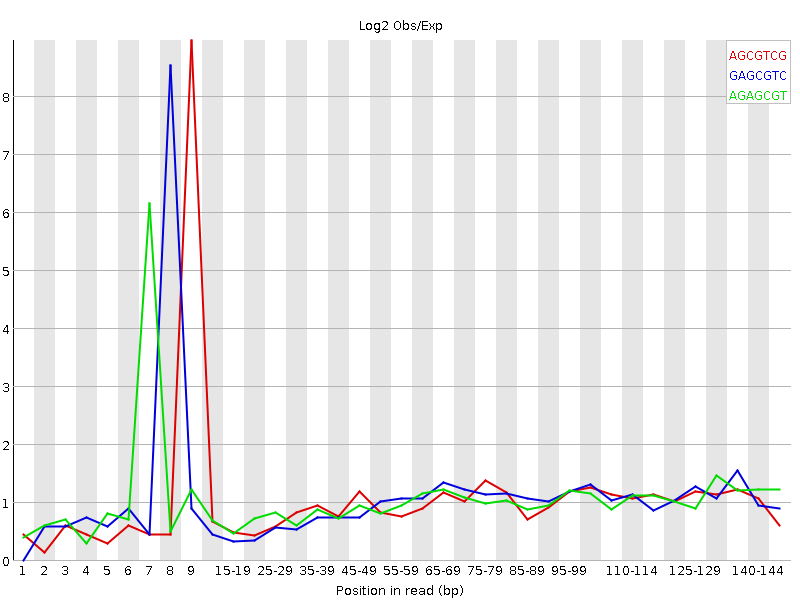 Log2 Obs/Exp
AGCGTCG
GAGCGTC
AGAGCGT
8
7
6
5
4
3
2
1
0
1 2 3 4 5 6 7 8 9 15-19 25-29 35-39 45-49 55-59 65-69 75-79 85-89 95-99 110-114 125-129 140-144
Position in read (bp)